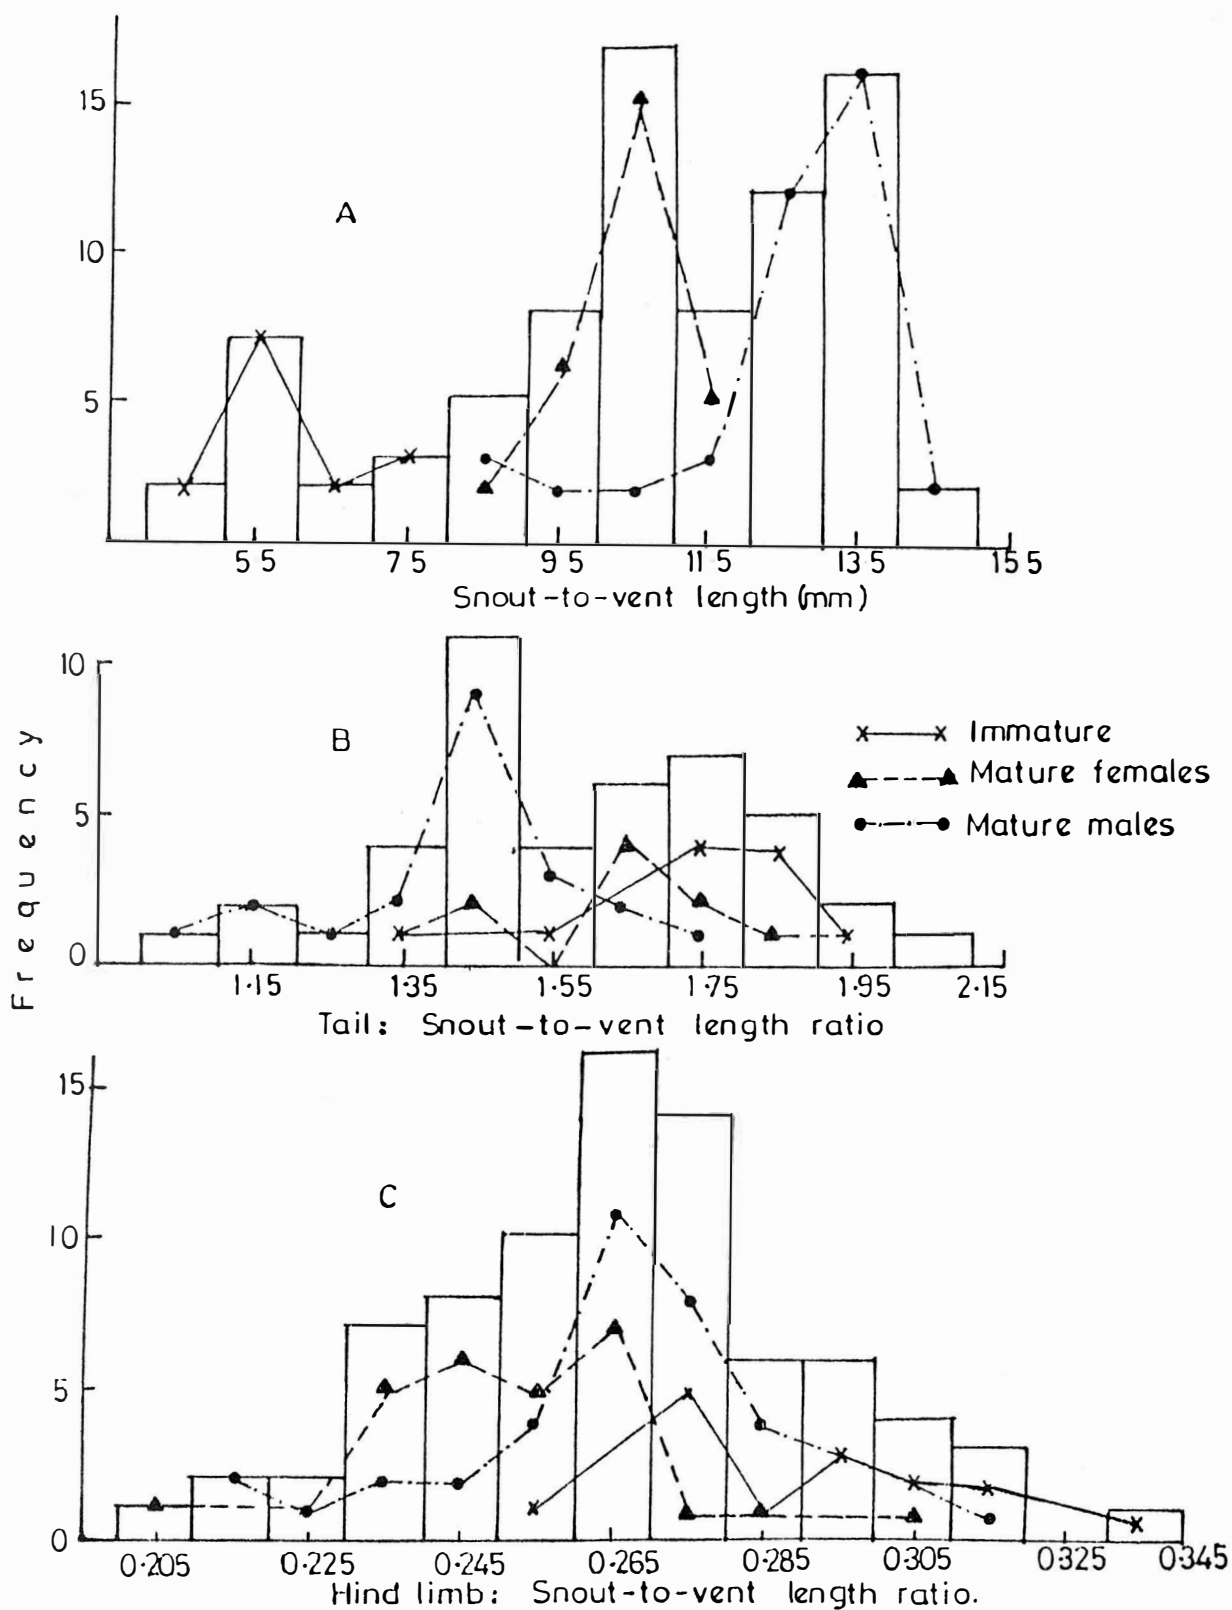 15
A
10
5
5 5 7 5 9 5 11·5 13·5 15 5
Snout-to-vent length (mm)
10
B
5
0
1·15 1·35 1·55 1·75 1·95 2·15
Tail: Snout-to-vent length ratio
Immature
Mature females
Mature males
Frequency
15
C
10
5
0
0·205 0·225 0·245 0·265 0·285 0·305 0·325 0·345
Hind limb: Snout-to-vent length ratio.